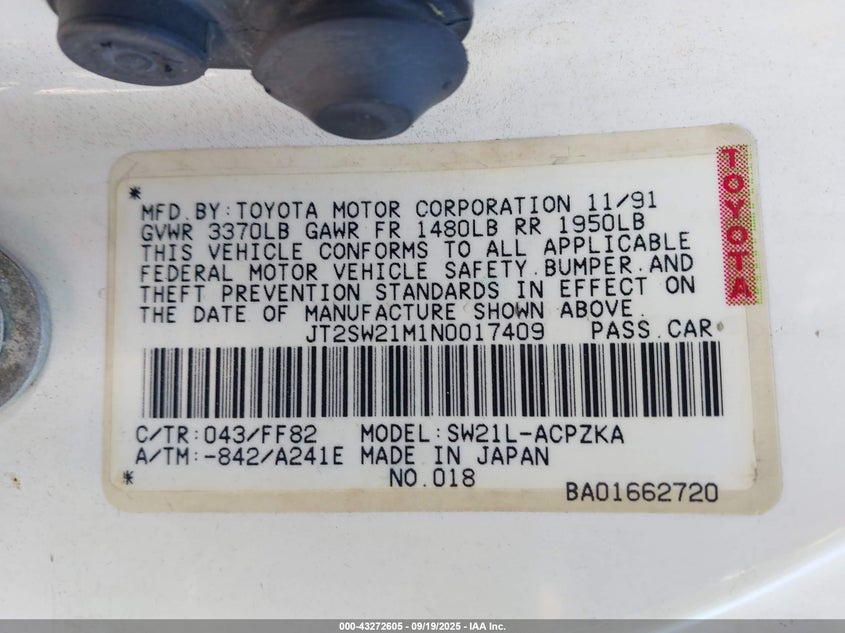 *
MFD.BY:TOYOTA MOTOR CORPORATION 11/91
GVWR 3370LB GAWR FR 1480LB RR 1950LB
THIS VEHICLE CONFORMS TO ALL APPLICABLE
FEDERAL MOTOR VEHICLE SAFETY.BUMPER.AND
THEFT PREVENTION STANDARDS IN EFFECT ON
THE DATE OF MANUFACTURE SHOWN ABOVE.
JT2SW21M1N0017409 PASS.CAR
C/TR:043/FF82 MODEL:SW21L-ACPZKA
A/TM:-842/A241E MADE IN JAPAN
* NO.018
BA01662720
TOYOTA
000-43272605 - 09/19/2025 - IAA Inc.